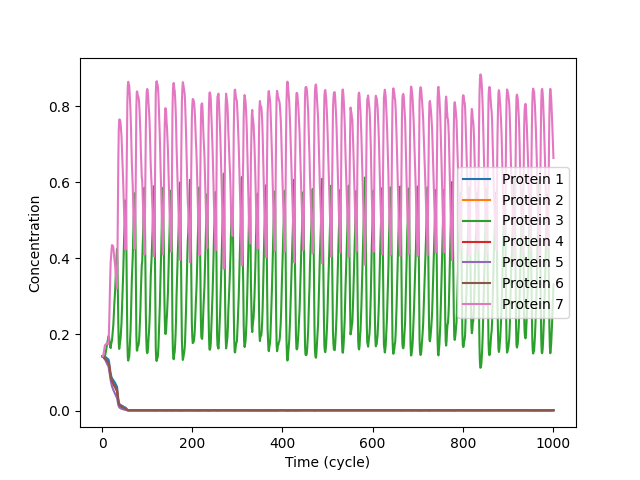 0.8
0.6
0.4
0.2
0.0
Concentration
0
200
400
600
800
1000
Time (cycle)
Protein 1
Protein 2
Protein 3
Protein 4
Protein 5
Protein 6
Protein 7